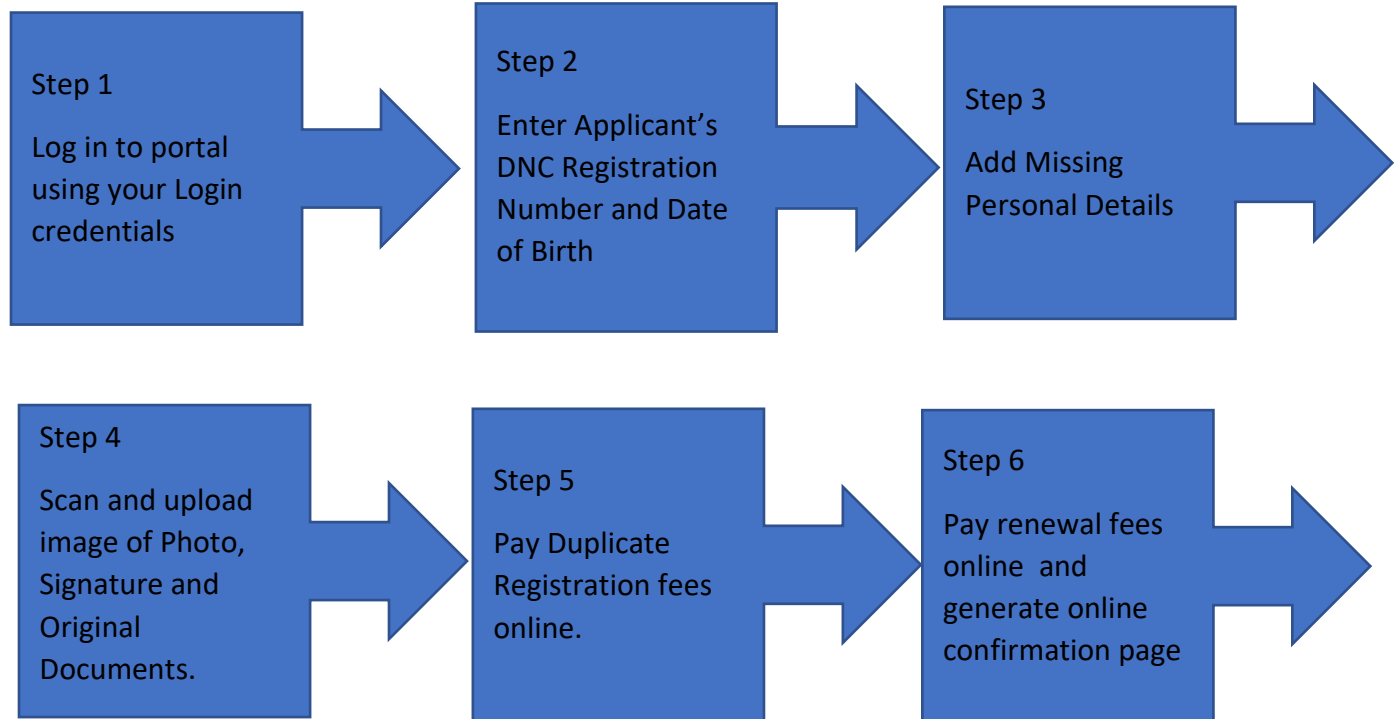 Step 1
Log in to portal
using your Login
credentials
Step 2
Enter Applicant’s
DNC Registration
Number and Date
of Birth
Step 3
Add Missing
Personal Details
Step 4
Scan and upload
image of Photo,
Signature and
Original
Documents.
Step 5
Pay Duplicate
Registration fees
online.
Step 6
Pay renewal fees
online  and
generate online
confirmation page